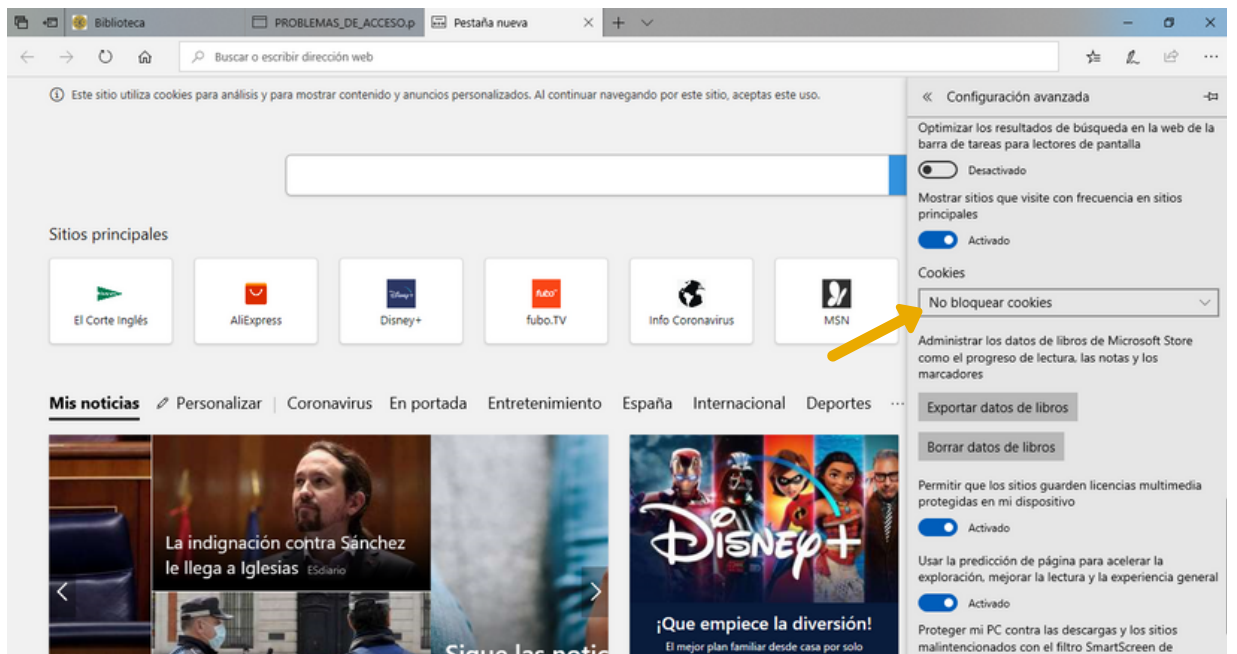 Biblioteca
PROBLEMAS_DE_ACCESO.p
Pestaña nueva
Buscar o escribir dirección web
Este sitio utiliza cookies para análisis y para mostrar contenido y anuncios personalizados. Al continuar navegando por este sitio, aceptas este uso.
Sitios principales
El Corte Inglés
AliExpress
Disney+
Disney+
fubo
fubo.TV
Info Coronavirus
MSN
Mis noticias
Personalizar
Coronavirus
En portada
Entretenimiento
España
Internacional
Deportes
La indignación contra Sánchez
le llega a Iglesias ESdiario
Sigue las notic
DISNEY+
¡Que empiece la diversión!
El mejor plan familiar desde casa por solo
Configuración avanzada
Optimizar los resultados de búsqueda en la web de la
barra de tareas para lectores de pantalla
Desactivado
Mostrar sitios que visite con frecuencia en sitios
principales
Activado
Cookies
No bloquear cookies
Administrar los datos de libros de Microsoft Store
como el progreso de lectura, las notas y los
marcadores
Exportar datos de libros
Borrar datos de libros
Permitir que los sitios guarden licencias multimedia
protegidas en mi dispositivo
Activado
Usar la predicción de página para acelerar la
exploración, mejorar la lectura y la experiencia general
Activado
Proteger mi PC contra las descargas y los sitios
malintencionados con el filtro SmartScreen de